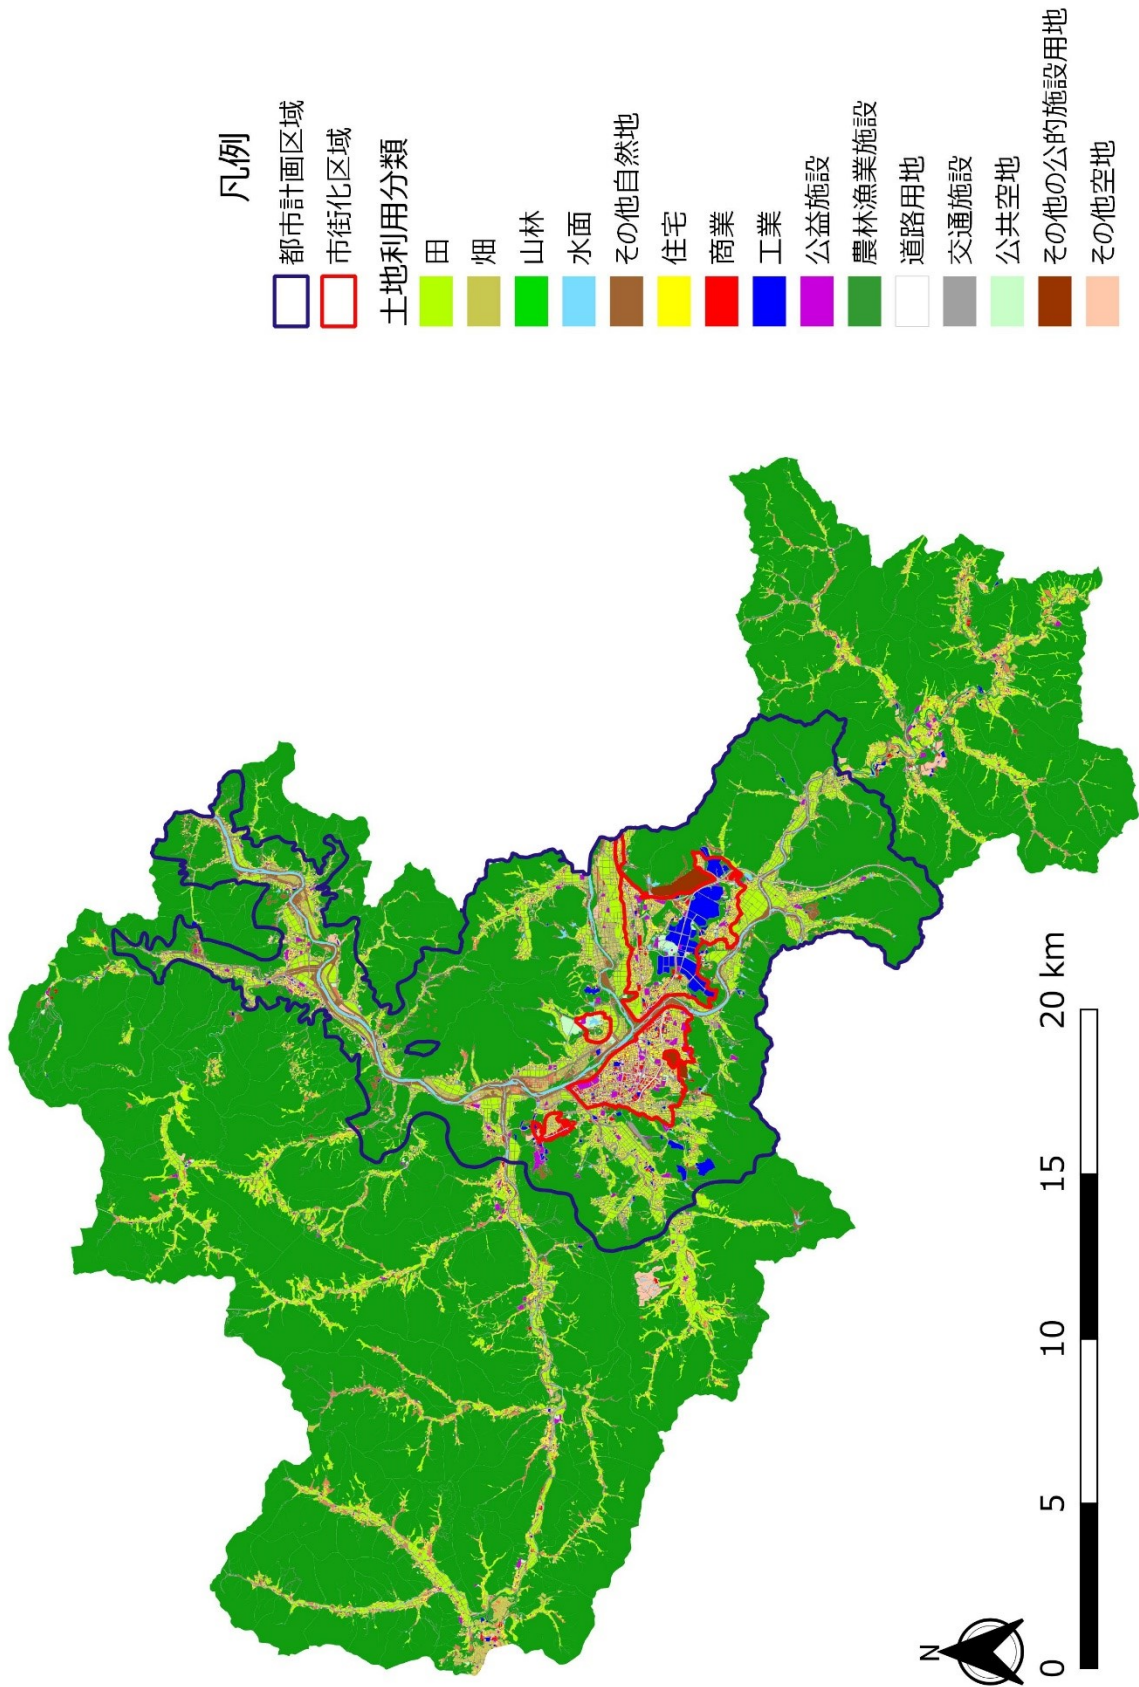 凡例
都市計画区域
市街化区域
土地利用分類
田
畑
山林
水面
その他自然地
住宅
商業
工業
公益施設
農林漁業施設
道路用地
交通施設
公共空地
その他の公的施設用地
その他空地
N
0 5 10 15 20 km